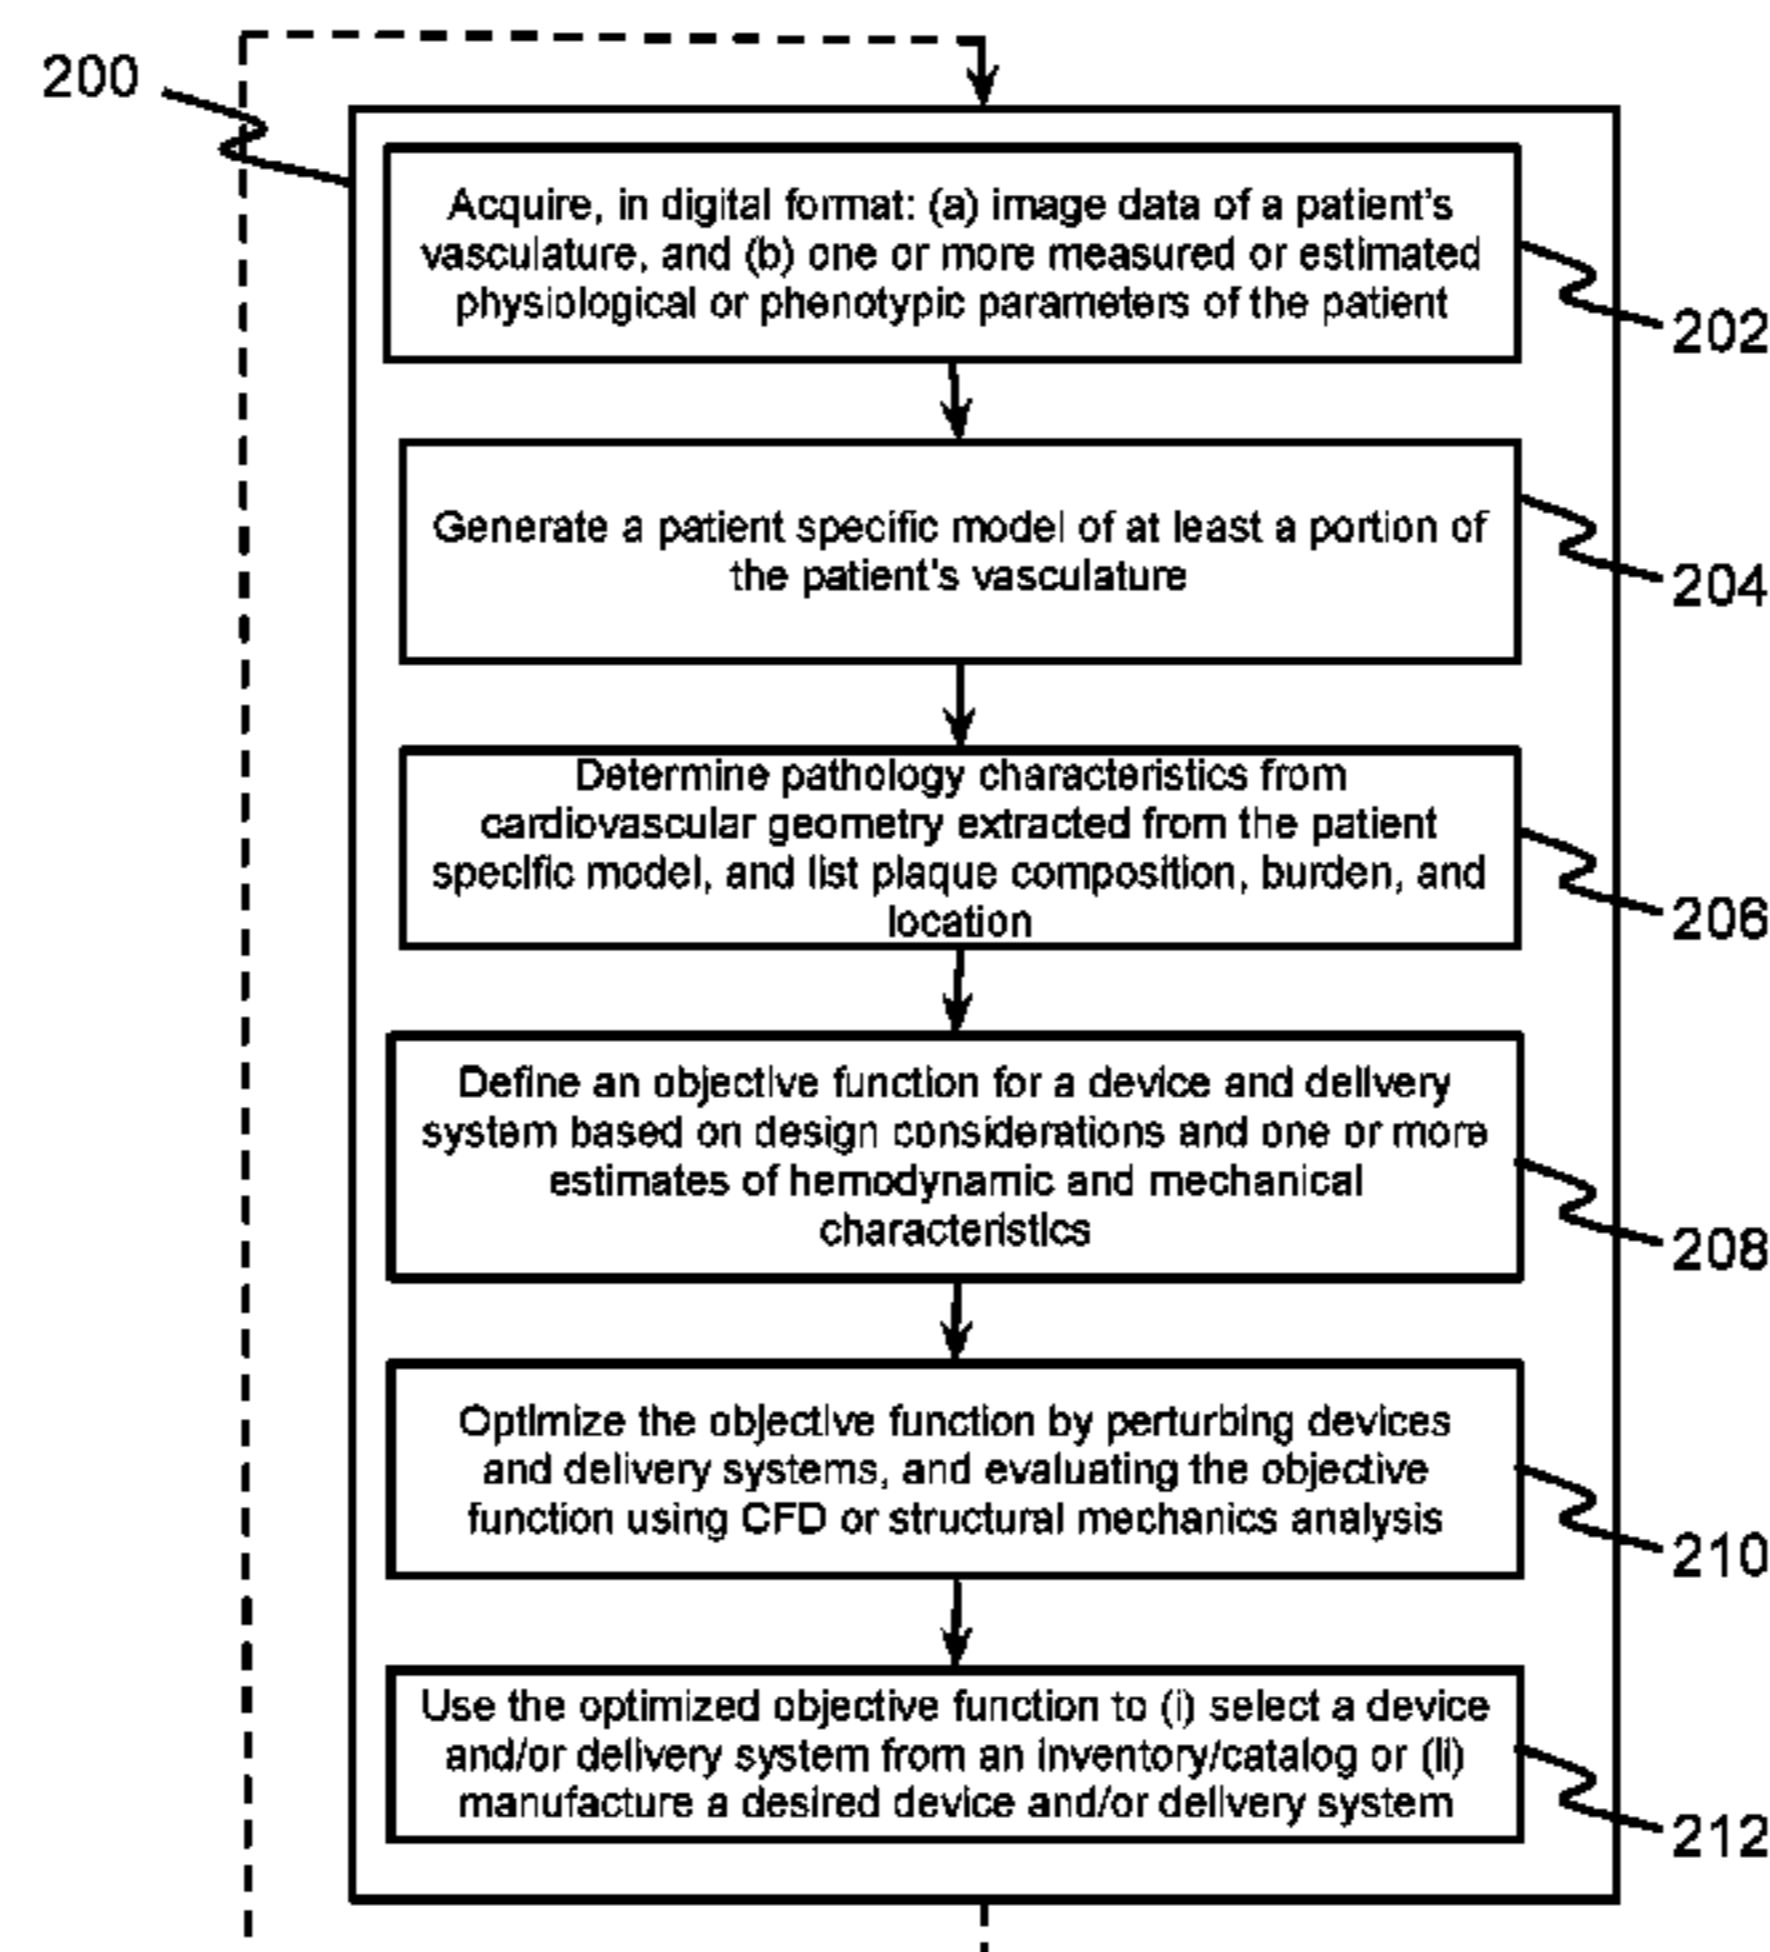 200
Acquire, in digital format: (a) image data of a patient's
vasculature, and (b) one or more measured or estimated
physiological or phenotypic parameters of the patient
202
Generate a patient specific model of at least a portion of
the patient's vasculature
204
Determine pathology characteristics from
cardiovascular geometry extracted from the patient
specific model, and list plaque composition, burden, and
location
206
Define an objective function for a device and delivery
system based on design considerations and one or more
estimates of hemodynamic and mechanical
characteristics
208
Optimize the objective function by perturbing devices
and delivery systems, and evaluating the objective
function using CFD or structural mechanics analysis
210
Use the optimized objective function to (i) select a device
and/or delivery system from an inventory/catalog or (ii)
manufacture a desired device and/or delivery system
212